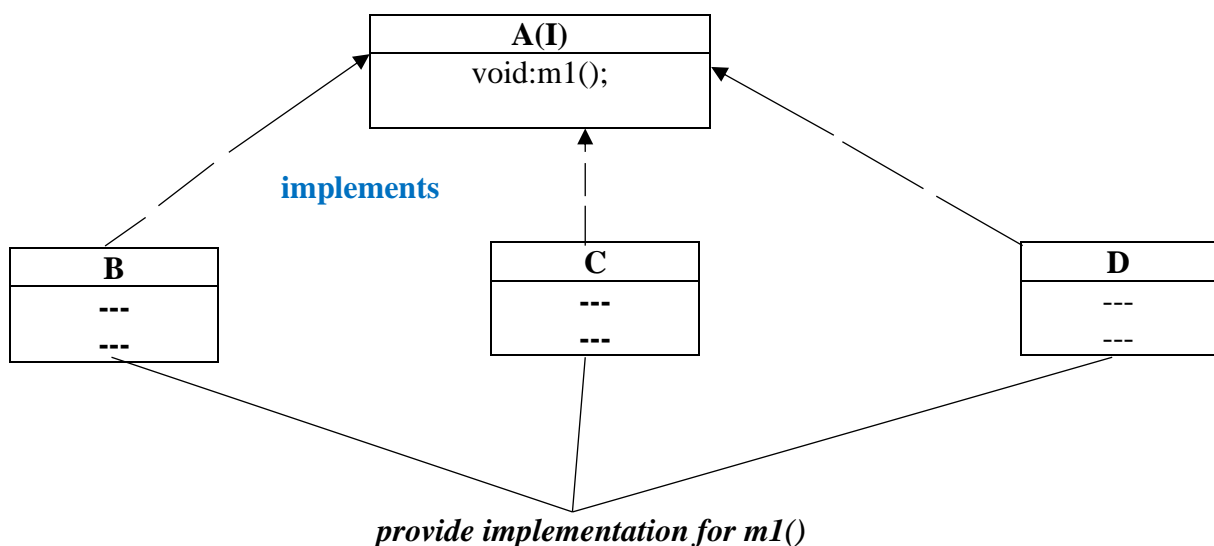 A(I)
void:m1();
implements
B
---
---
C
---
---
D
---
---
provide implementation for m1()